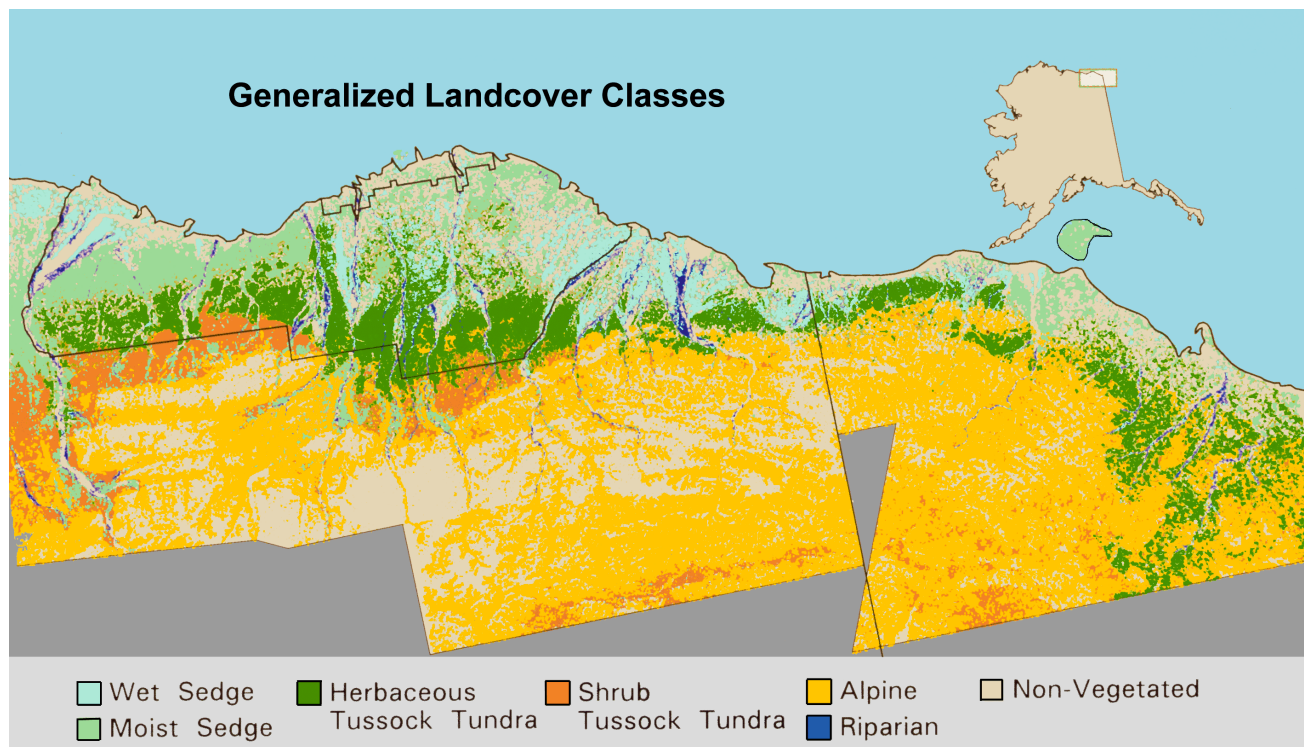 Generalized Landcover Classes
Wet Sedge
Moist Sedge
Herbaceous
Tussock Tundra
Shrub
Tussock Tundra
Alpine
Riparian
Non-Vegetated